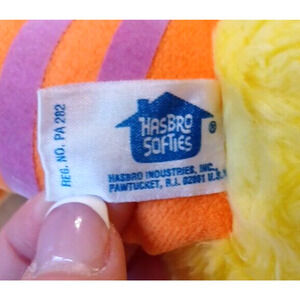 HASBRO
SOFTIES
®
HASBRO INDUSTRIES, INC.
PAWTUCKET, R.I. 02861 U.S.
REG. NO. PA 282